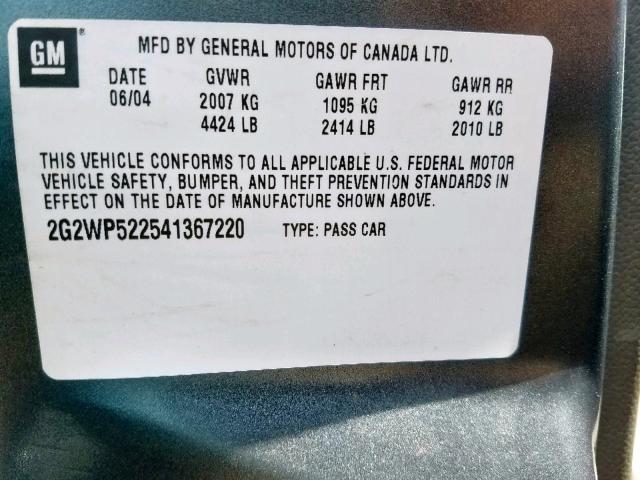 GM ® MFD BY GENERAL MOTORS OF CANADA LTD.
DATE GVWR GAWR FRT GAWR RR
06/04 2007 KG 1095 KG 912 KG
4424 LB 2414 LB 2010 LB
THIS VEHICLE CONFORMS TO ALL APPLICABLE U.S. FEDERAL MOTOR
VEHICLE SAFETY, BUMPER, AND THEFT PREVENTION STANDARDS IN
EFFECT ON THE DATE OF MANUFACTURE SHOWN ABOVE.
2G2WP522541367220 TYPE: PASS CAR